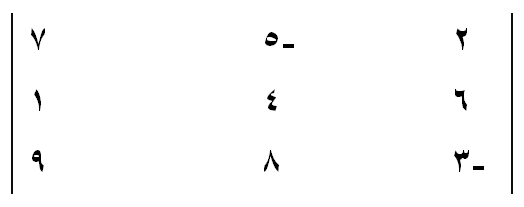 | ٢ -٥ ٧ |
| ٦ ٤ ١ |
| -٣ ٨ ٩ |